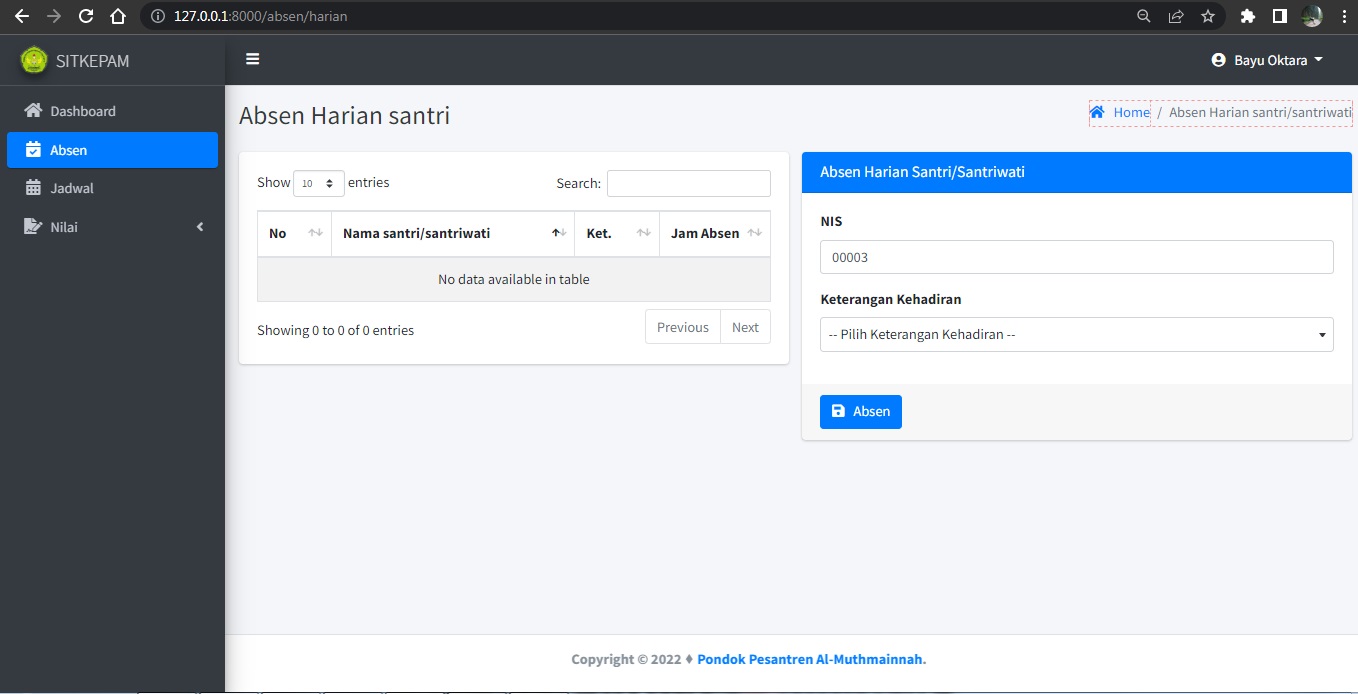 127.0.0.1:8000/absen/harian
SITKEPAM
Bayu Oktara
Dashboard
Absen
Jadwal
Nilai
Absen Harian santri
Home / Absen Harian santri/santriwati
Show 10 entries
Search:
No Nama santri/santriwati Ket. Jam Absen
No data available in table
Showing 0 to 0 of 0 entries
Previous Next
Absen Harian Santri/Santriwati
NIS
00003
Keterangan Kehadiran
-- Pilih Keterangan Kehadiran --
Absen
Copyright © 2022 ♦ Pondok Pesantren Al-Muthmainnah.